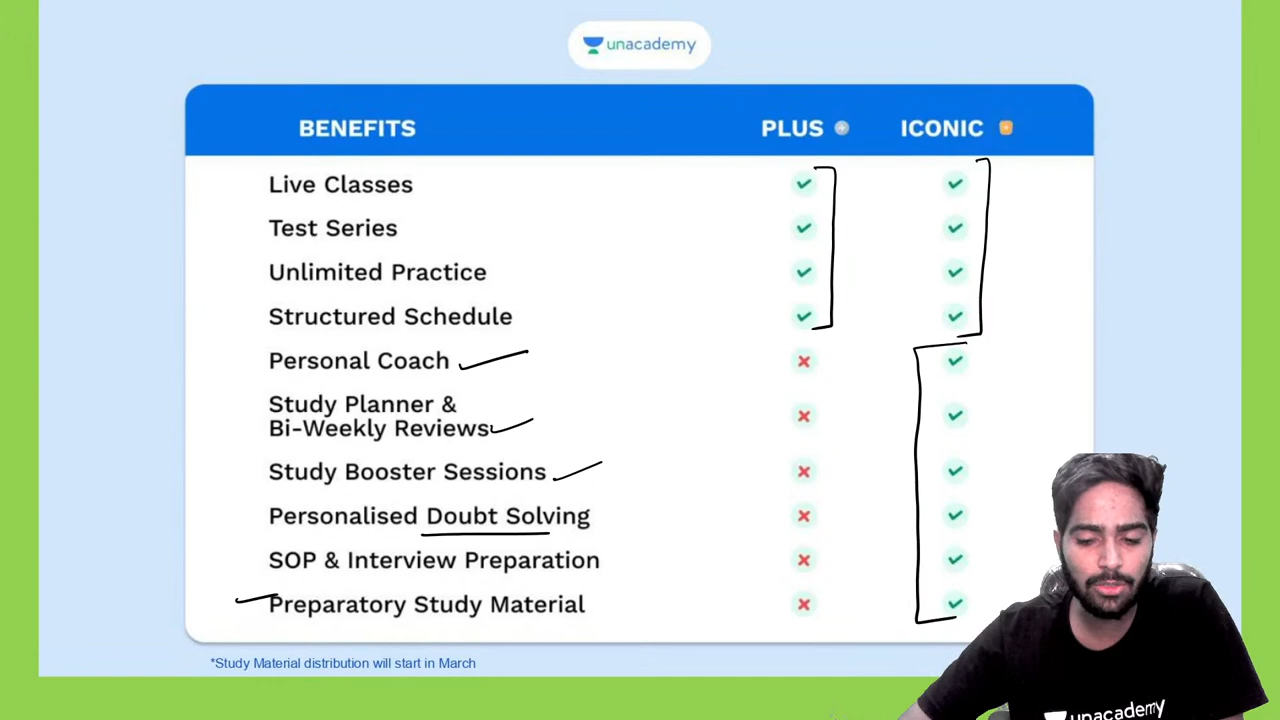 unacademy
BENEFITS PLUS ICONIC
Live Classes
Test Series
Unlimited Practice
Structured Schedule
Personal Coach
Study Planner &
Bi-Weekly Reviews
Study Booster Sessions
Personalised Doubt Solving
SOP & Interview Preparation
Preparatory Study Material
*Study Material distribution will start in March
unacademy